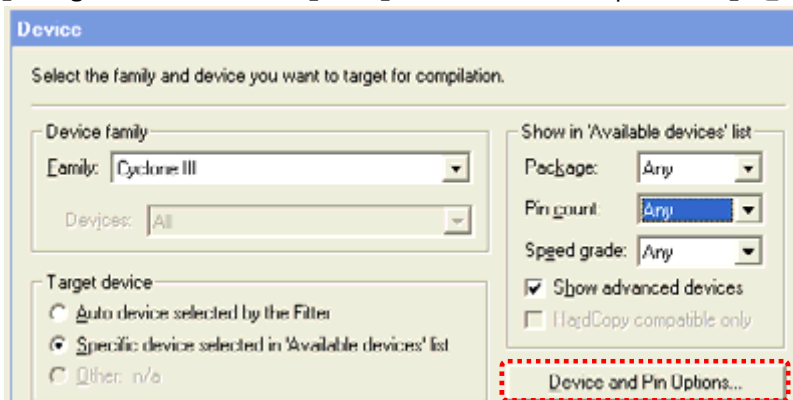 Device
Select the family and device you want to target for compilation.
Device family
Family: Cyclone III
Devices: All
Show in 'Available devices' list
Package: Any
Pin count: Any
Speed grade: Any
Show advanced devices
HardCopy compatible only
Target device
Auto device selected by the Fitter
Specific device selected in 'Available devices' list
Other: n/a
Device and Pin Options...